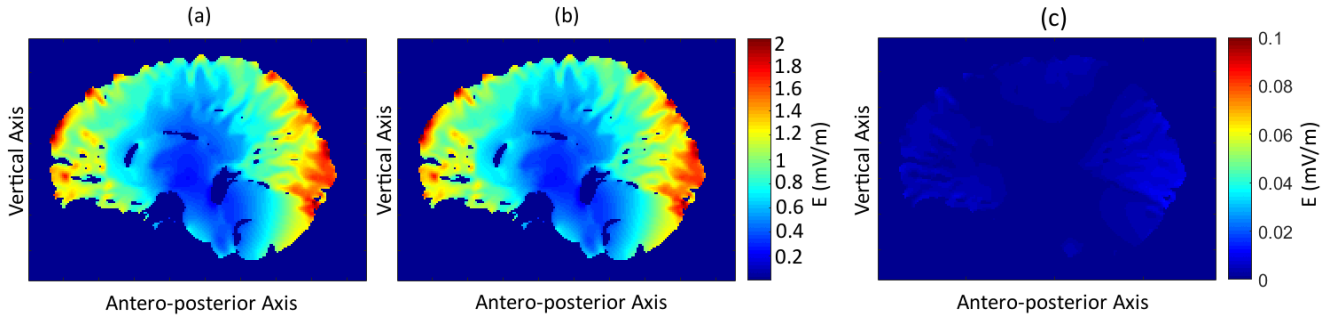 (a)
(b)
(c)
Vertical Axis
Antero-posterior Axis
Vertical Axis
Antero-posterior Axis
2
1.8
1.6
1.4
1.2
1
0.8
0.6
0.4
0.2
E (mV/m)
Vertical Axis
Antero-posterior Axis
0.1
0.08
0.06
0.04
0.02
0
E (mV/m)